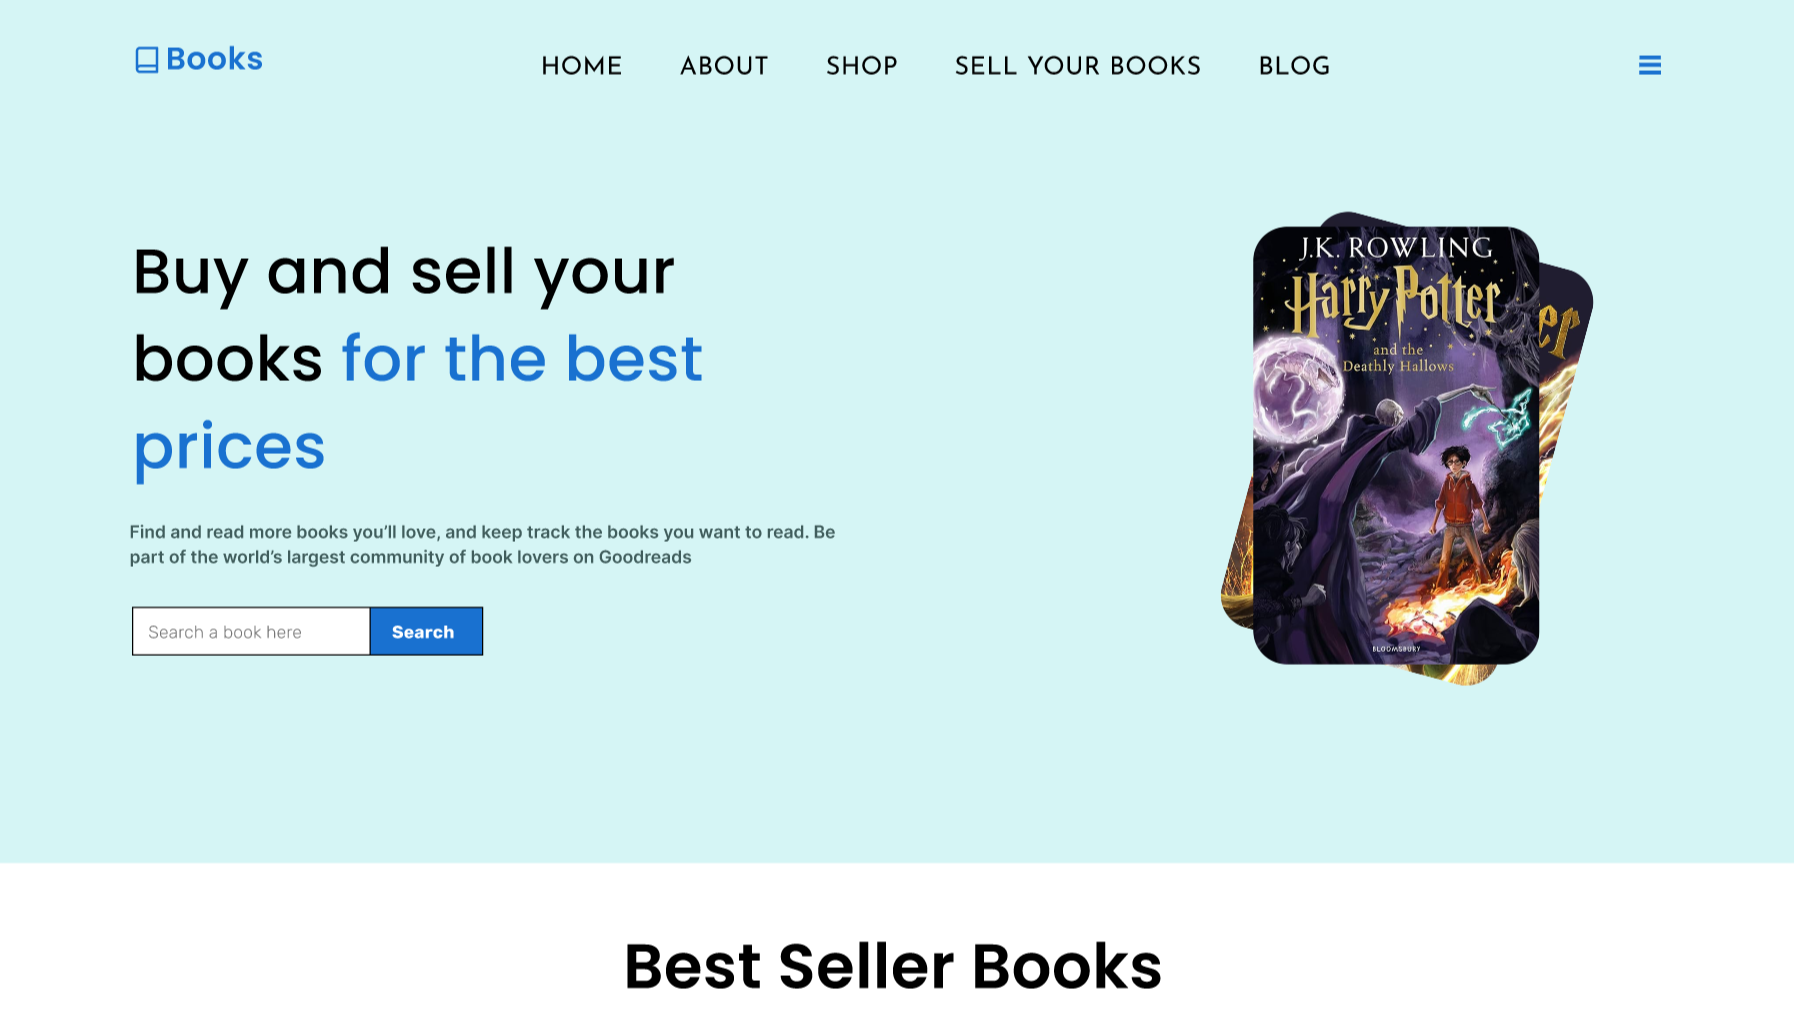 Books
HOME ABOUT SHOP SELL YOUR BOOKS BLOG
Buy and sell your
books for the best
prices
Find and read more books you’ll love, and keep track the books you want to read. Be
part of the world’s largest community of book lovers on Goodreads
Search a book here Search
J.K. ROWLING
Harry Potter
and the
Deathly Hallows
er
BLOOMSBURY
Best Seller Books